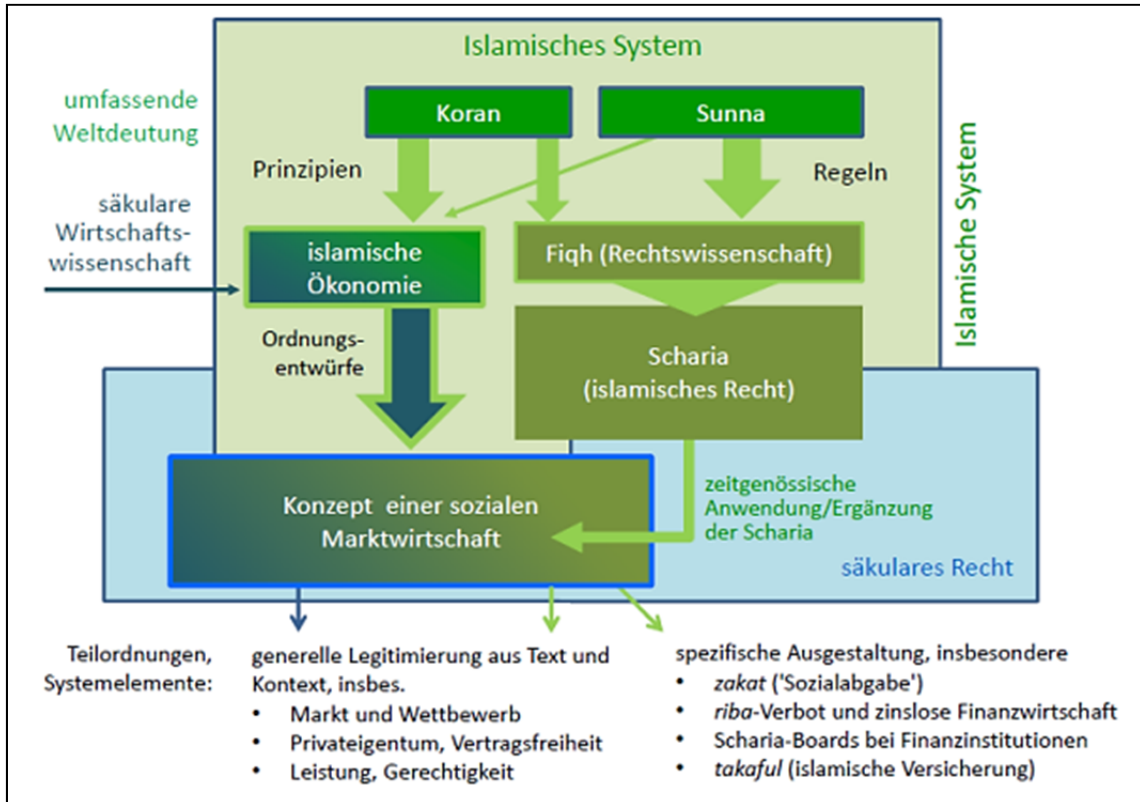 Islamisches System
umfassende
Weltdeutung
Koran
Sunna
Prinzipien
Regeln
Islamische System
säkulare
Wirtschafts-
wissenschaft
islamische
Ökonomie
Fiqh (Rechtswissenschaft)
Ordnungs-
entwürfe
Scharia
(islamisches Recht)
Konzept einer sozialen
Marktwirtschaft
zeitgenössische
Anwendung/Ergänzung
der Scharia
säkulares Recht
Teilordnungen,
Systemelemente:
generelle Legitimierung aus Text und
Kontext, insbes.
• Markt und Wettbewerb
• Privateigentum, Vertragsfreiheit
• Leistung, Gerechtigkeit
spezifische Ausgestaltung, insbesondere
• zakat ('Sozialabgabe')
• riba-Verbot und zinslose Finanzwirtschaft
• Scharia-Boards bei Finanzinstitutionen
• takaful (islamische Versicherung)